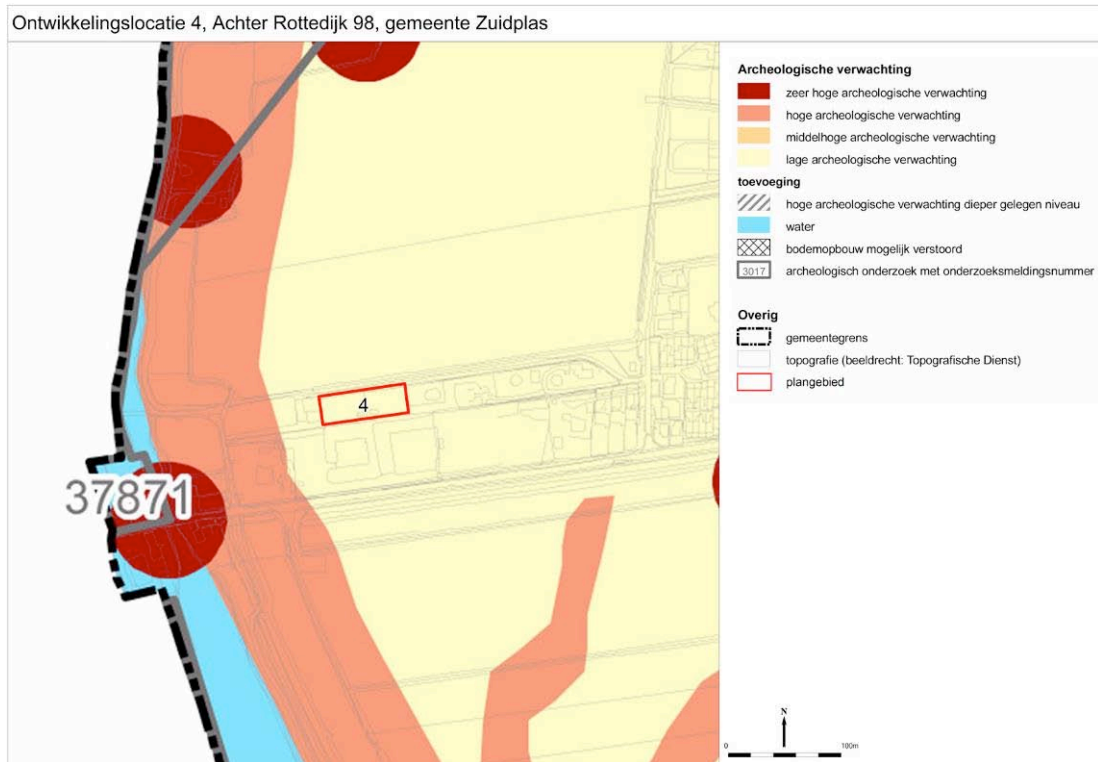 Ontwikkelingslocatie 4, Achter Rottedijk 98, gemeente Zuidplas
4
37871
Archeologische verwachting
zeer hoge archeologische verwachting
hoge archeologische verwachting
middelhoge archeologische verwachting
lage archeologische verwachting
toevoeging
hoge archeologische verwachting dieper gelegen niveau
water
bodemopbouw mogelijk verstoord
3017 archeologisch onderzoek met onderzoeksmeldingsnummer
Overig
gemeentegrens
topografie (beeldrecht: Topografische Dienst)
plangebied
N
0 100m